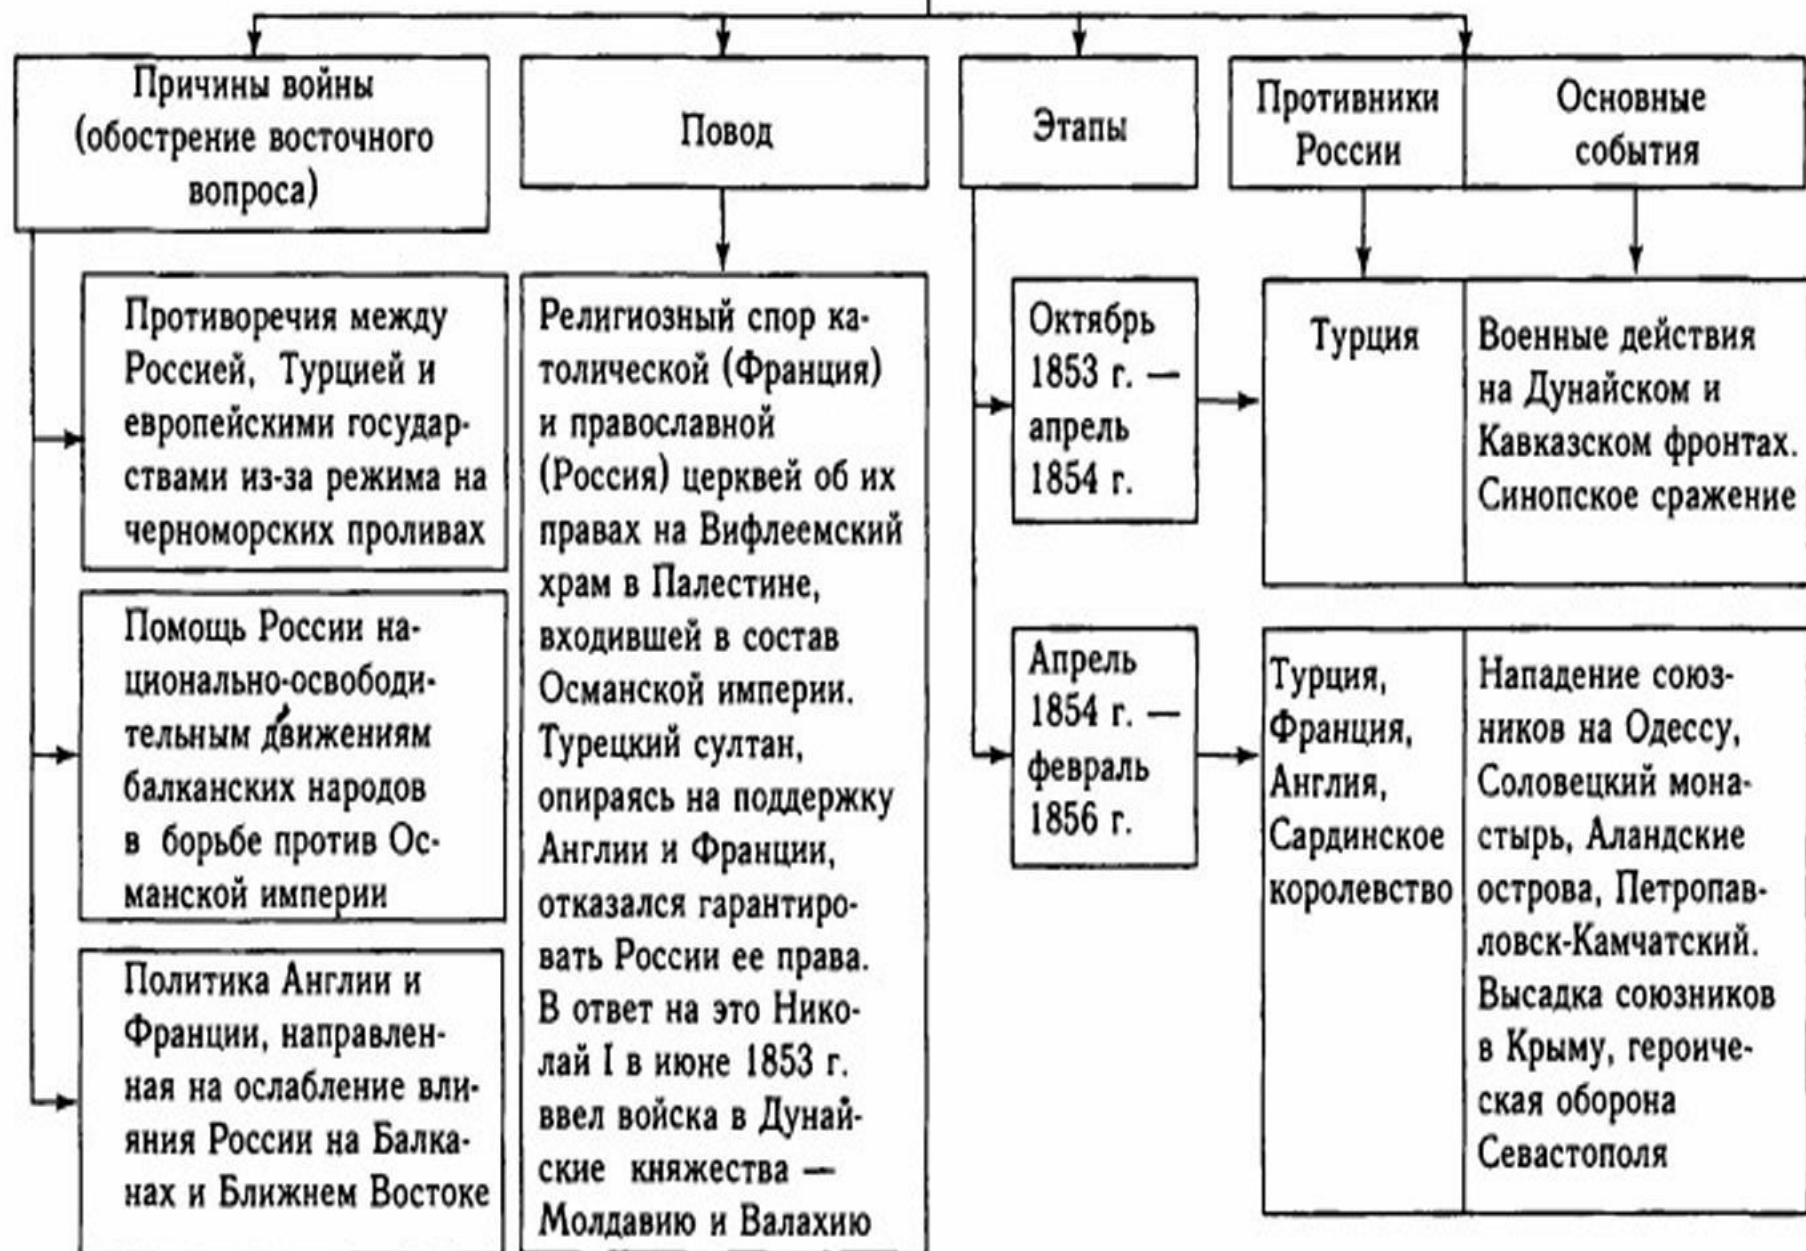 Причины войны
(обострение восточного
вопроса)
Противоречия между
Россией, Турцией и
европейскими государ-
ствами из-за режима на
черноморских проливах
Помощь России на-
ционально-освободи-
тельным движениям
балканских народов
в борьбе против Ос-
манской империи
Политика Англии и
Франции, направлен-
ная на ослабление вли-
яния России на Балка-
нах и Ближнем Востоке
Повод
Религиозный спор ка-
толической (Франция)
и православной
(Россия) церквей об их
правах на Вифлеемский
храм в Палестине,
входившей в состав
Османской империи.
Турецкий султан,
опираясь на поддержку
Англии и Франции,
отказался гарантиро-
вать России ее права.
В ответ на это Нико-
лай I в июне 1853 г.
ввел войска в Дунай-
ские княжества —
Молдавию и Валахию
Этапы
Противники
России
Основные
события
Октябрь
1853 г. —
апрель
1854 г.
Турция
Военные действия
на Дунайском и
Кавказском фронтах.
Синопское сражение
Апрель
1854 г. —
февраль
1856 г.
Турция,
Франция,
Англия,
Сардинское
королевство
Нападение союз-
ников на Одессу,
Соловецкий мона-
стырь, Аландские
острова, Петропав-
ловск-Камчатский.
Высадка союзников
в Крыму, героиче-
ская оборона
Севастополя